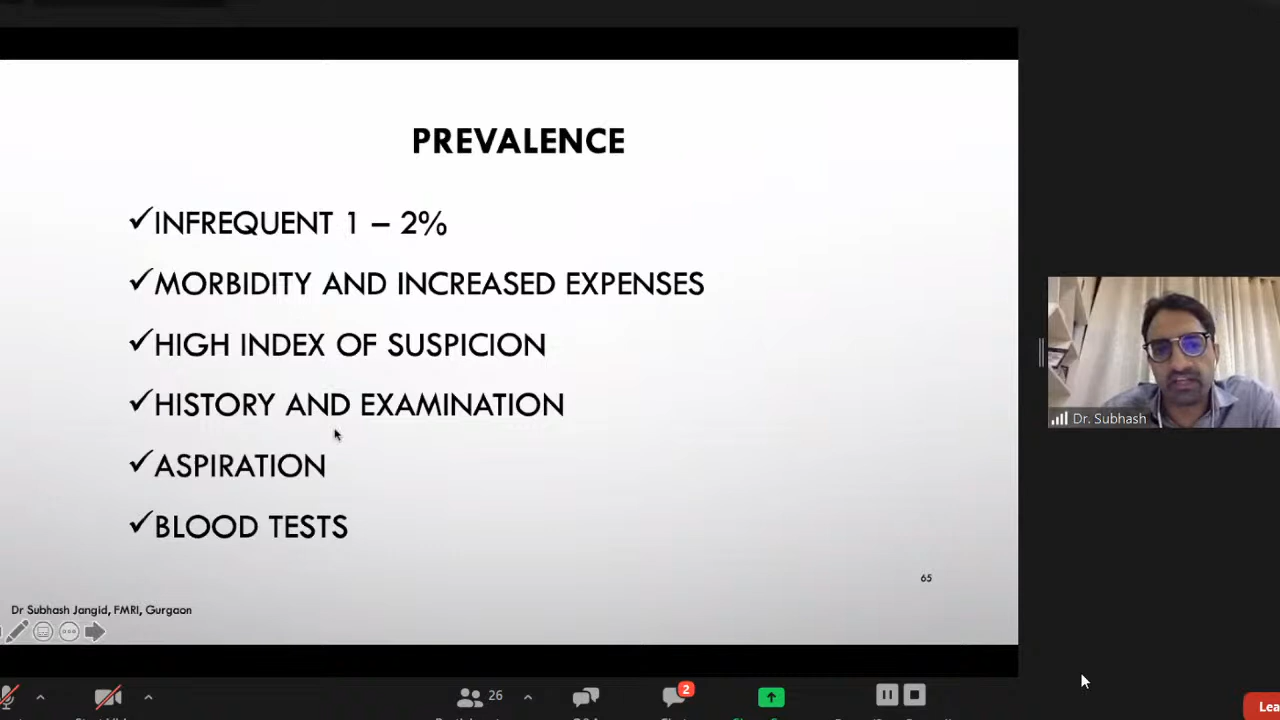 PREVALENCE
✓INFREQUENT 1 – 2%
✓MORBIDITY AND INCREASED EXPENSES
✓HIGH INDEX OF SUSPICION
✓HISTORY AND EXAMINATION
✓ASPIRATION
✓BLOOD TESTS
65
Dr Subhash Jangid, FMRI, Gurgaon
Dr. Subhash
26
2
Lea